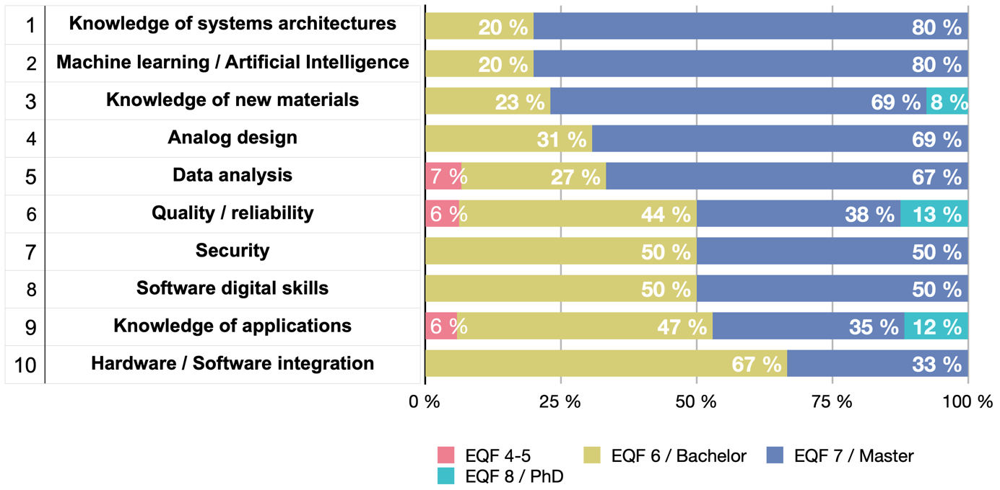 1 Knowledge of systems architectures 20 % 80 %
2 Machine learning / Artificial Intelligence 20 % 80 %
3 Knowledge of new materials 23 % 69 % 8 %
4 Analog design 31 % 69 %
5 Data analysis 7 % 27 % 67 %
6 Quality / reliability 6 % 44 % 38 % 13 %
7 Security 50 % 50 %
8 Software digital skills 50 % 50 %
9 Knowledge of applications 6 % 47 % 35 % 12 %
10 Hardware / Software integration 67 % 33 %
0 % 25 % 50 % 75 % 100 %
EQF 4-5 EQF 6 / Bachelor EQF 7 / Master
EQF 8 / PhD